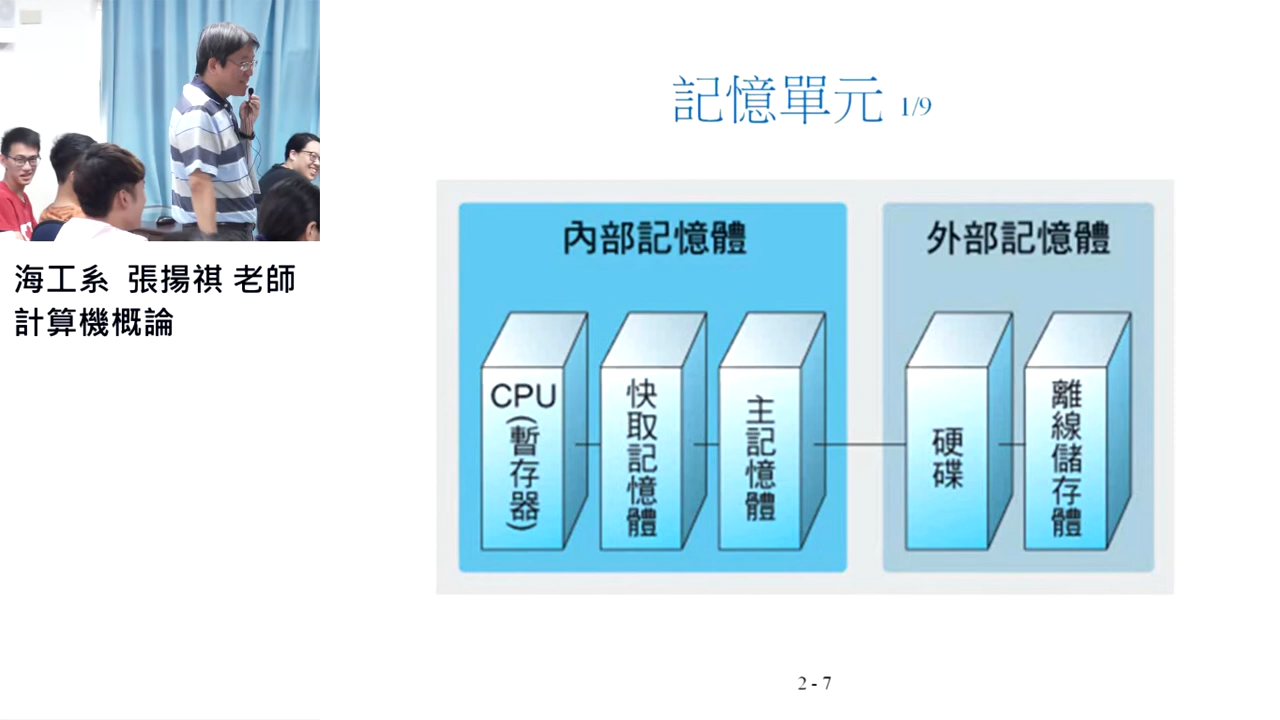 海工系 張揚祺 老師
計算機概論
記憶單元 1/9
內部記憶體
外部記憶體
CPU(暫存器)
快取記憶體
主記憶體
硬碟
離線儲存體
2 - 7